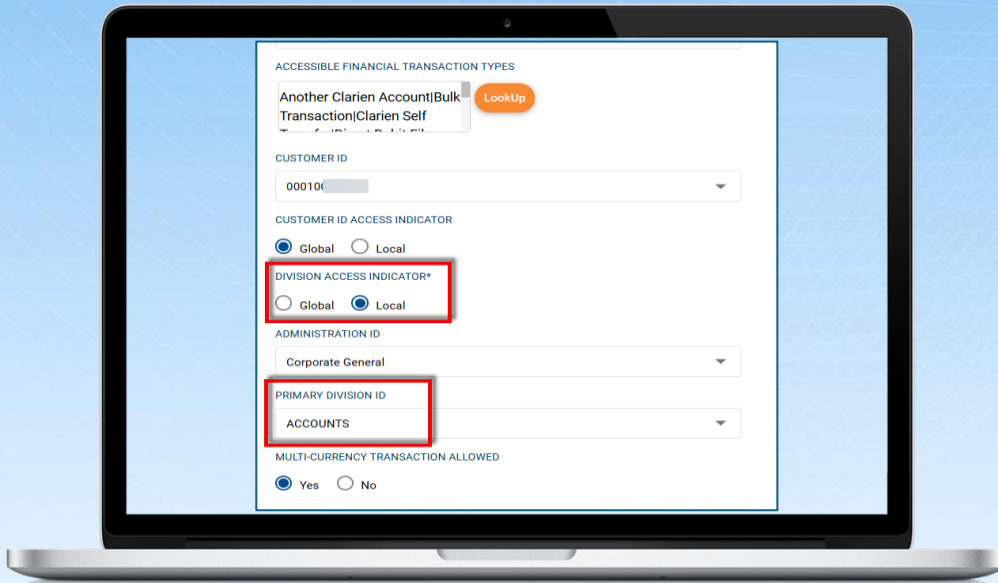 ACCESSIBLE FINANCIAL TRANSACTION TYPES
Another Clarien Account|Bulk
LookUp
Transaction|Clarien Self
CUSTOMER ID
00010
CUSTOMER ID ACCESS INDICATOR
Global Local
DIVISION ACCESS INDICATOR*
Global Local
ADMINISTRATION ID
Corporate General
PRIMARY DIVISION ID
ACCOUNTS
MULTI-CURRENCY TRANSACTION ALLOWED
Yes No